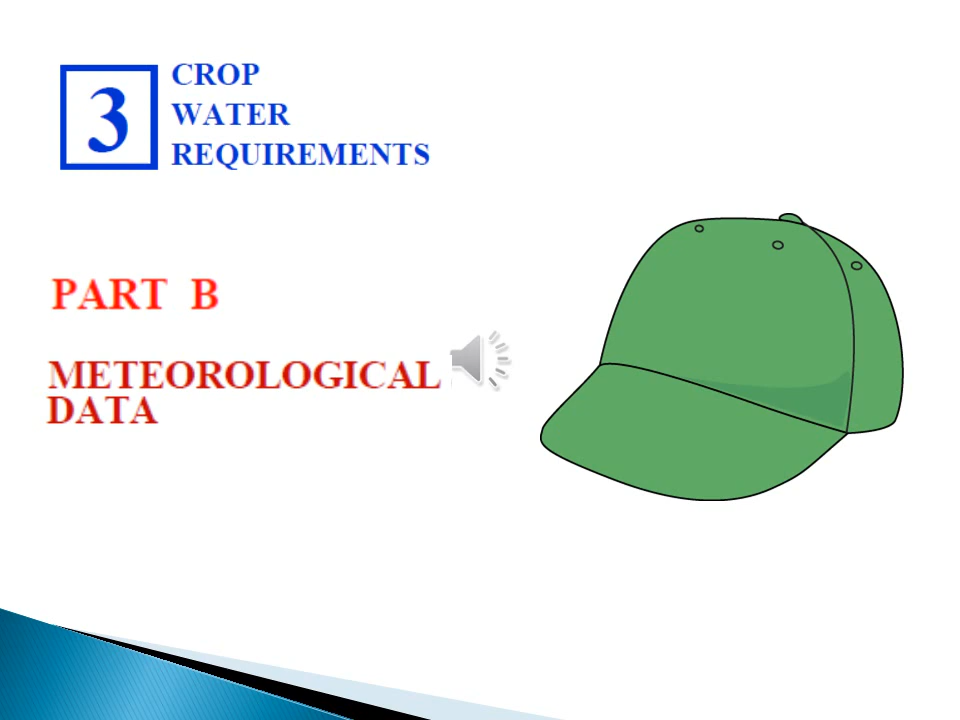 3
CROP
WATER
REQUIREMENTS
PART B
METEOROLOGICAL
DATA